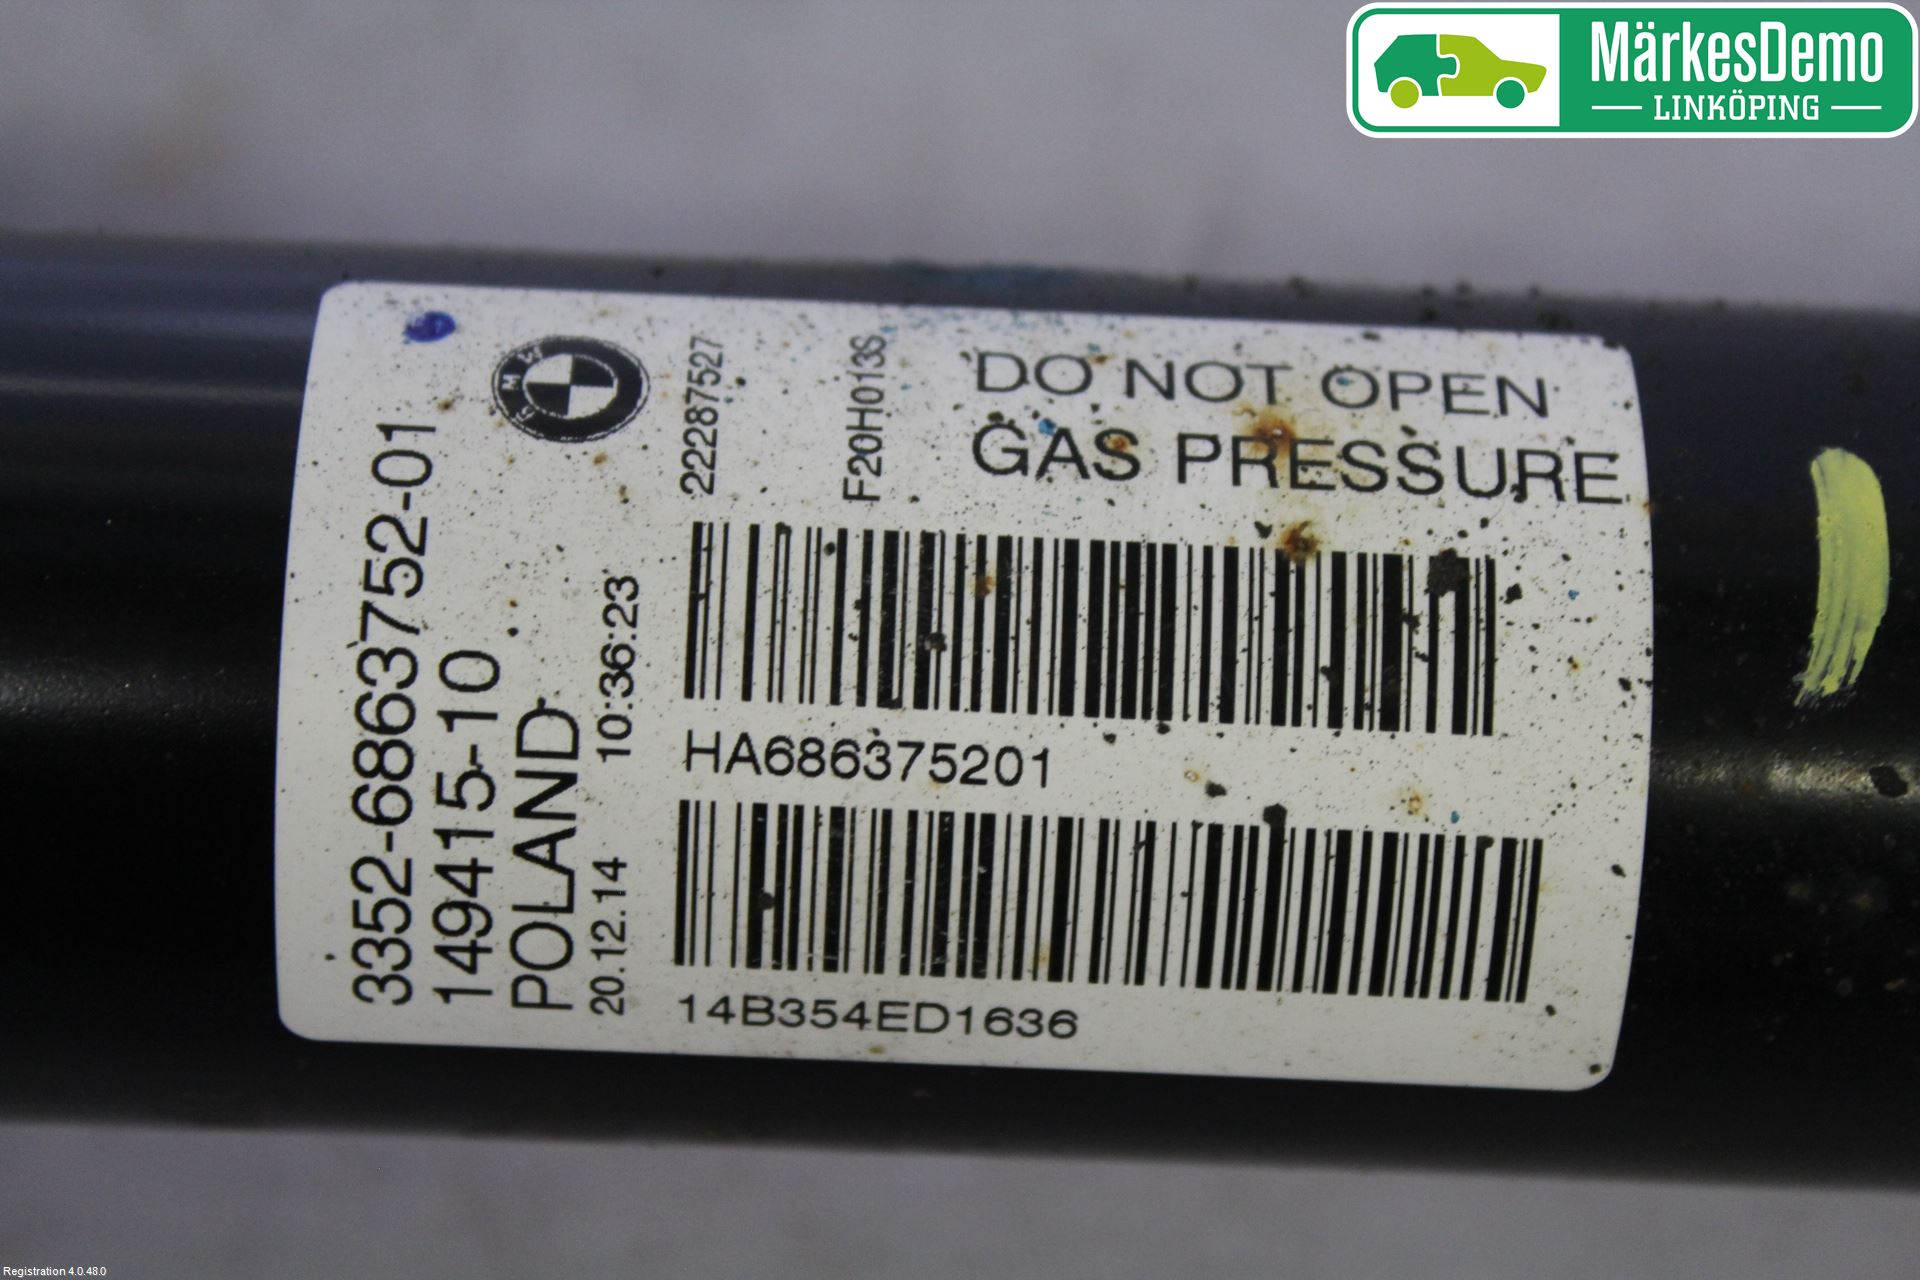 MärkesDemo
LINKÖPING
BMW
3352-6863752-01
149415-10
POLAND
20.12.14 10:36:23
22287527
F20H013S
DO NOT OPEN
GAS PRESSURE
HA686375201
14B354ED1636
Registration 4.0.48.0